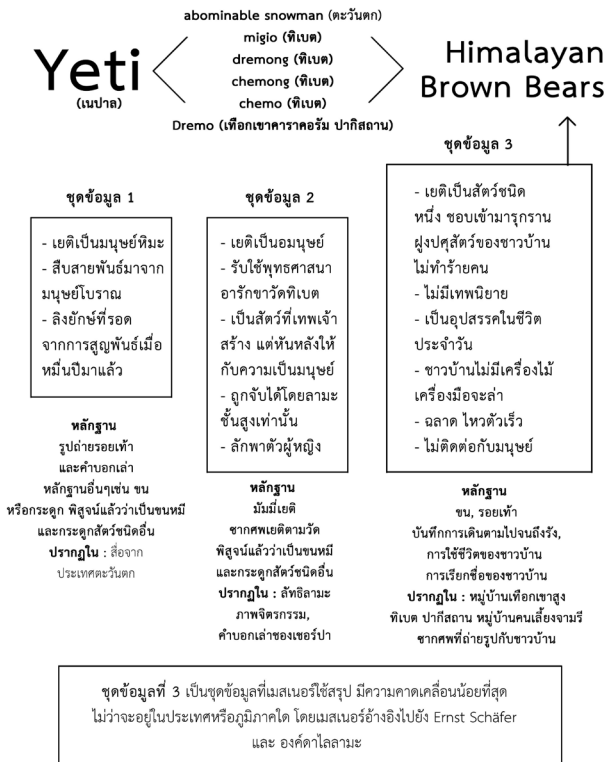 abominable snowman (ตะวันตก)
migio (ทิเบต)
dremong (ทิเบต)
chemong (ทิเบต)
chemo (ทิเบต)
Dremo (เทือกเขาคาราคอรัม ปากิสถาน)
Yeti
(เนปาล)
Himalayan
Brown Bears
ชุดข้อมูล 1
- เยติเป็นมนุษย์หิมะ
- สืบสายพันธ์มาจาก
มนุษย์โบราณ
- ลิงยักษ์ที่รอด
จากการสูญพันธ์เมื่อ
หมื่นปีมาแล้ว
หลักฐาน
รูปถ่ายรอยเท้า
และคำบอกเล่า
หลักฐานอื่นๆเช่น ขน
หรือกระดูก พิสูจน์แล้วว่าเป็นขนหมี
และกระดูกสัตว์ชนิดอื่น
ปรากฏใน : สื่อจาก
ประเทศตะวันตก
ชุดข้อมูล 2
- เยติเป็นอมนุษย์
- รับใช้พุทธศาสนา
อารักขาวัดทิเบต
- เป็นสัตว์ที่เทพเจ้า
สร้าง แต่หันหลังให้
กับความเป็นมนุษย์
- ถูกจับได้โดยลามะ
ชั้นสูงเท่านั้น
- ลักพาตัวผู้หญิง
หลักฐาน
มัมมี่เยติ
ซากศพเยติตามวัด
พิสูจน์แล้วว่าเป็นขนหมี
และกระดูกสัตว์ชนิดอื่น
ปรากฏใน : ลัทธิลามะ
ภาพจิตรกรรม,
คำบอกเล่าของเชอร์ปา
ชุดข้อมูล 3
- เยติเป็นสัตว์ชนิด
หนึ่ง ชอบเข้ามารุกราน
ฝูงปศุสัตว์ของชาวบ้าน
ไม่ทำร้ายคน
- ไม่มีเทพนิยาย
- เป็นอุปสรรคในชีวิต
ประจำวัน
- ชาวบ้านไม่มีเครื่องไม้
เครื่องมือจะล่า
- ฉลาด ไหวตัวเร็ว
- ไม่ติดต่อกับมนุษย์
หลักฐาน
ขน, รอยเท้า
บันทึกการเดินตามไปจนถึงรัง,
การใช้ชีวิตของชาวบ้าน
การเรียกชื่อของชาวบ้าน
ปรากฏใน : หมู่บ้านเทือกเขาสูง
ทิเบต ปากีสถาน หมู่บ้านคนเลี้ยงจามรี
ซากศพที่ถ่ายรูปกับชาวบ้าน
ชุดข้อมูลที่ 3 เป็นชุดข้อมูลที่เมสเนอร์ใช้สรุป มีความคาดเคลื่อนน้อยที่สุด
ไม่ว่าจะอยู่ในประเทศหรือภูมิภาคใด โดยเมสเนอร์อ้างอิงไปยัง Ernst Schäfer
และ องค์ดาไลลามะ